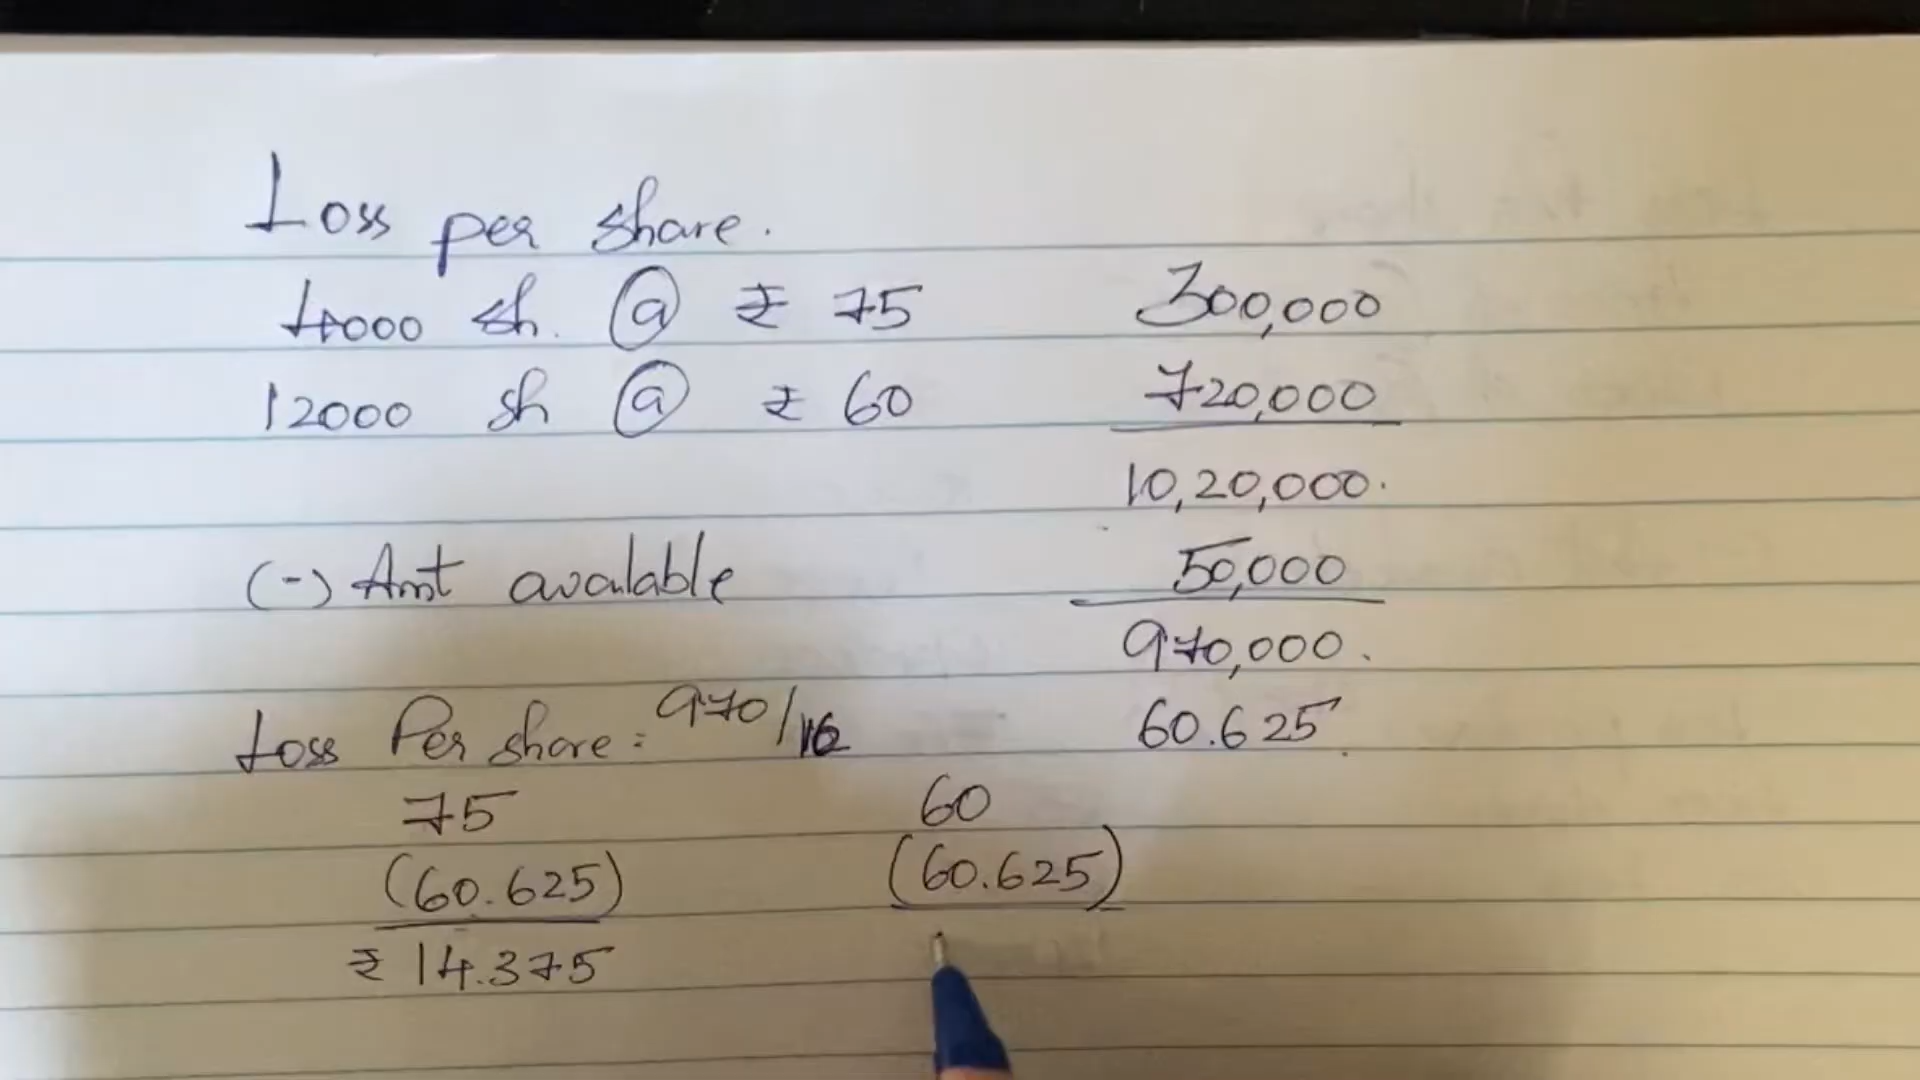 Loss per share.
4000 sh. @ ₹ 75 300,000
12000 sh @ ₹ 60 720,000
10,20,000.
(-) Amt available 50,000
970,000.
Loss Per share: 970/16 60.625
75 60
(60.625) (60.625)
₹ 14.375